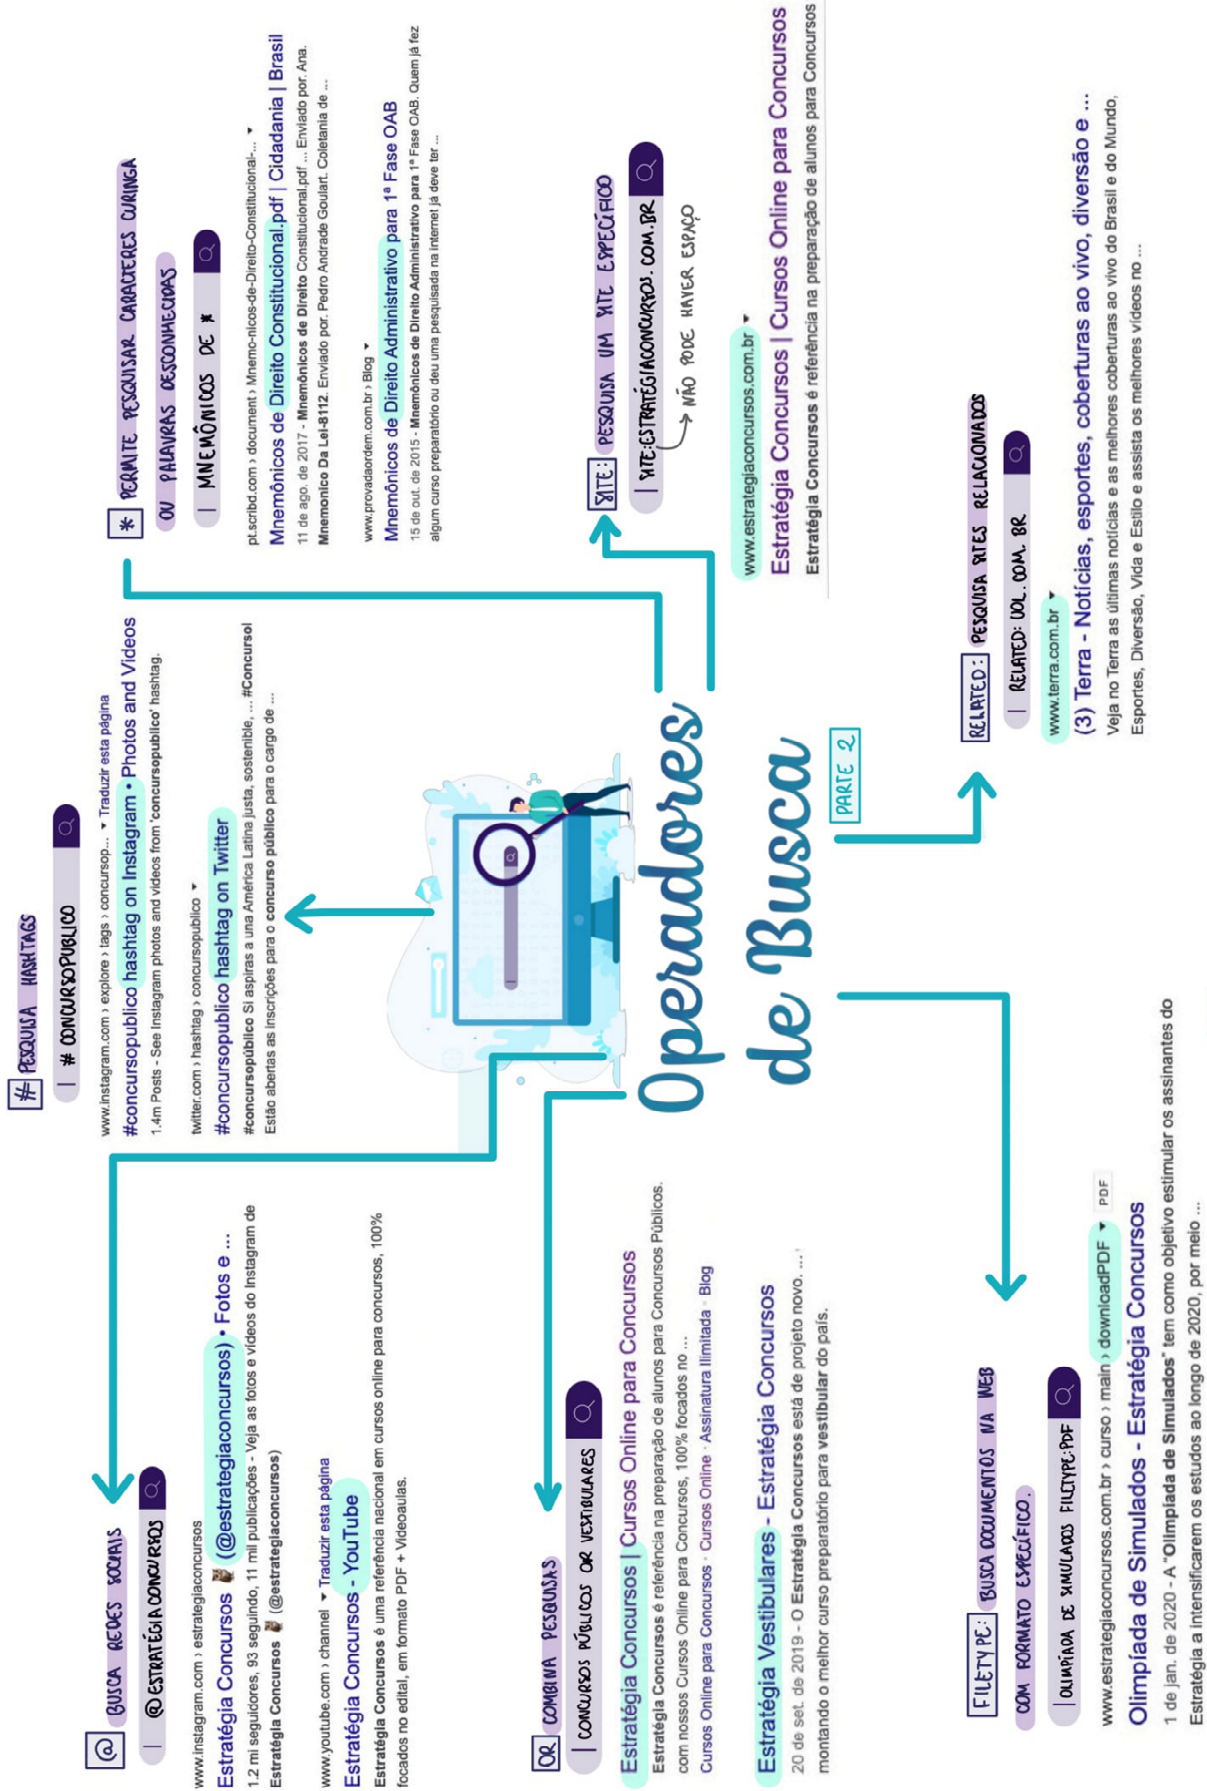 Operadores
de Busca
PARTE 2
@ BUSCA REDES SOCIAIS
@ESTRATÉGIACONCURSOS
www.instagram.com › estrategiaconcursos
Estratégia Concursos 🦉 (@estrategiaconcursos) • Fotos e ...
1.2 mi seguidores, 93 seguindo, 11 mil publicações - Veja as fotos e vídeos do Instagram de
Estratégia Concursos 🦉 (@estrategiaconcursos)
www.youtube.com › channel ▼ Traduzir esta página
Estratégia Concursos - YouTube
Estratégia Concursos é uma referência nacional em cursos online para concursos, 100%
focados no edital, em formato PDF + Videoaulas.
# PESQUISA HASHTAGS
# CONCURSOPUBLICO
www.instagram.com › explore › tags › concursop... ▼ Traduzir esta página
#concursopublico hashtag on Instagram • Photos and Videos
1.4m Posts - See Instagram photos and videos from 'concursopublico' hashtag.
twitter.com › hashtag › concursopublico ▼
#concursopublico hashtag on Twitter
#concursopúblico Si aspiras a una América Latina justa, sostenible, ... #Concursol
Estão abertas as inscrições para o concurso público para o cargo de ...
* PERMITE PESQUISAR CARACTERES CURINGA
OU PALAVRAS DESCONHECIDAS
MNEMÔNICOS DE *
pt.scribd.com › document › Mnemo-nicos-de-Direito-Constitucional-... ▼
Mnemônicos de Direito Constitucional.pdf | Cidadania | Brasil
11 de ago. de 2017 - Mnemônicos de Direito Constitucional.pdf ... Enviado por. Ana.
Mnemonico Da Lei-8112. Enviado por. Pedro Andrade Goulart. Coletania de ...
www.provadaordem.com.br › Blog ▼
Mnemônicos de Direito Administrativo para 1ª Fase OAB
15 de out. de 2015 - Mnemônicos de Direito Administrativo para 1ª Fase OAB. Quem já fez
algum curso preparatório ou deu uma pesquisada na internet já deve ter ...
OR COMBINA PESQUISAS
CONCURSOS PÚBLICOS OR VESTIBULARES
Estratégia Concursos | Cursos Online para Concursos
Estratégia Concursos é referência na preparação de alunos para Concursos Públicos.
com nossos Cursos Online para Concursos, 100% focados no ...
Cursos Online para Concursos · Cursos Online · Assinatura Ilimitada · Blog
Estratégia Vestibulares - Estratégia Concursos
20 de set. de 2019 - O Estratégia Concursos está de projeto novo. ...
montando o melhor curso preparatório para vestibular do país.
SITE: PESQUISA UM SITE ESPECÍFICO
SITE:ESTRATÉGIACONCURSOS.COM.BR
NÃO PODE HAVER ESPAÇO
www.estrategiaconcursos.com.br ▼
Estratégia Concursos | Cursos Online para Concursos
Estratégia Concursos é referência na preparação de alunos para Concursos
FILETYPE: BUSCA DOCUMENTOS NA WEB
COM FORMATO ESPECÍFICO.
OLIMPÍADA DE SIMULADOS FILETYPE:PDF
www.estrategiaconcursos.com.br › curso › main › downloadPDF ▼ PDF
Olimpíada de Simulados - Estratégia Concursos
1 de jan. de 2020 - A "Olimpíada de Simulados" tem como objetivo estimular os assinantes do
Estratégia a intensificarem os estudos ao longo de 2020, por meio ...
RELATED: PESQUISA SITES RELACIONADOS
RELATED: UOL.COM.BR
www.terra.com.br ▼
(3) Terra - Notícias, esportes, coberturas ao vivo, diversão e ...
Veja no Terra as últimas notícias e as melhores coberturas ao vivo do Brasil e do Mundo,
Esportes, Diversão, Vida e Estilo e assista os melhores vídeos no ...